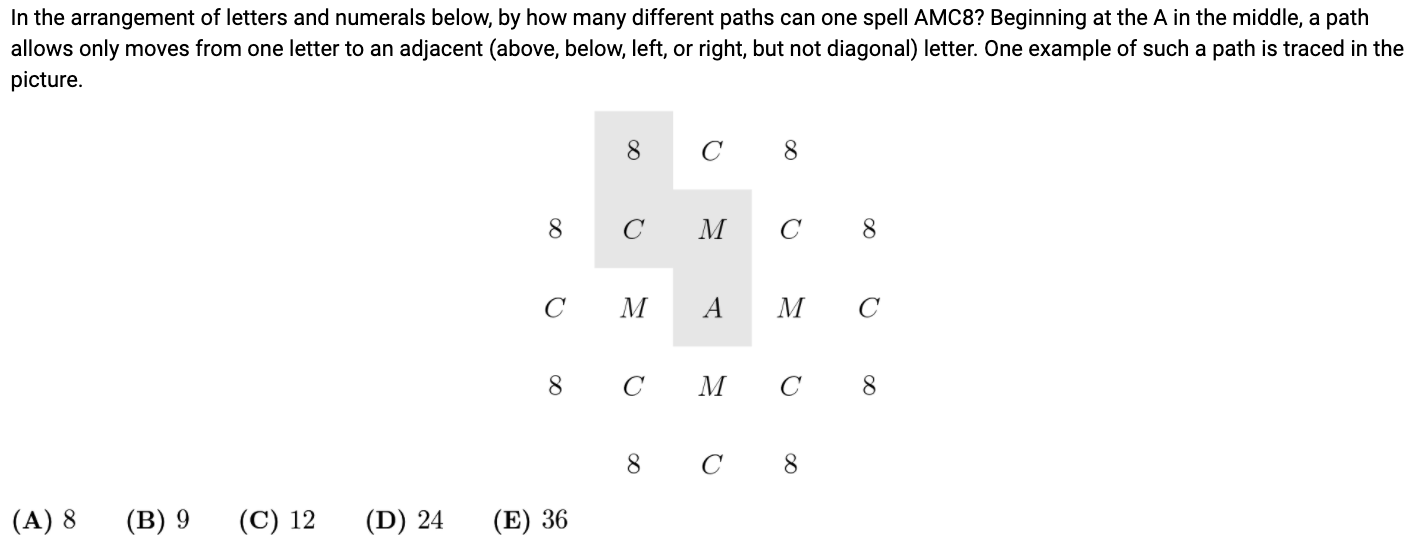 In the arrangement of letters and numerals below, by how many different paths can one spell AMC8? Beginning at the A in the middle, a path
allows only moves from one letter to an adjacent (above, below, left, or right, but not diagonal) letter. One example of such a path is traced in the
picture.
8 C 8
8 C M C 8
C M A M C
8 C M C 8
8 C 8
(A) 8 (B) 9 (C) 12 (D) 24 (E) 36